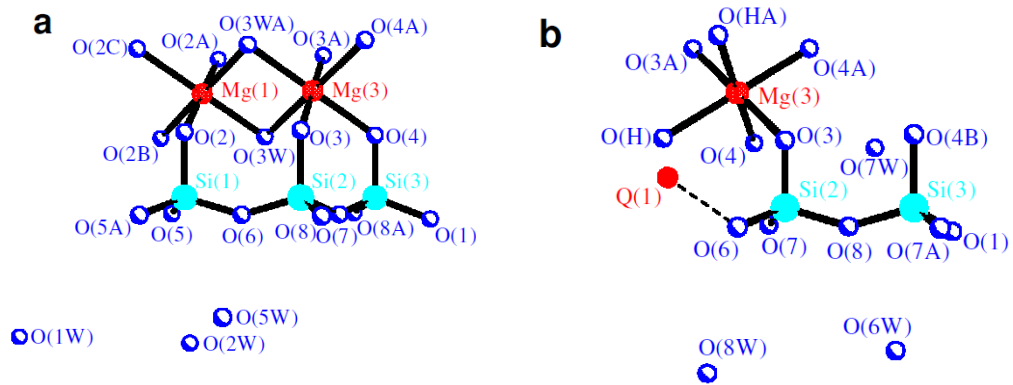 a
O(2C)
O(2A)
O(3WA)
O(3A)
O(4A)
Mg(1)
Mg(3)
O(2B)
O(2)
O(3W)
O(3)
O(4)
Si(1)
Si(2)
Si(3)
O(5A)
O(5)
O(6)
O(8)
O(7)
O(8A)
O(1)
O(5W)
O(1W)
O(2W)
b
O(HA)
O(3A)
O(4A)
Mg(3)
O(H)
O(4)
O(3)
O(7W)
O(4B)
Q(1)
Si(2)
Si(3)
O(6)
O(7)
O(8)
O(7A)
O(1)
O(6W)
O(8W)